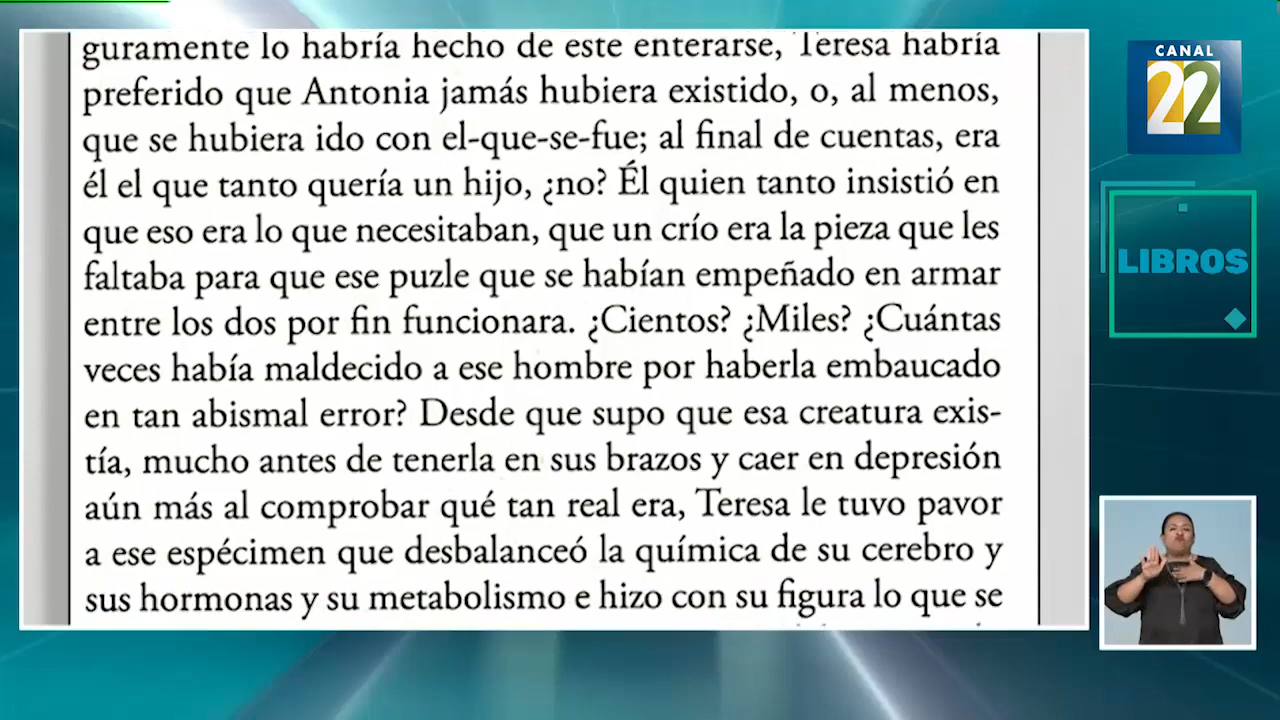 guramente lo habría hecho de este enterarse, Teresa habría
preferido que Antonia jamás hubiera existido, o, al menos,
que se hubiera ido con el-que-se-fue; al final de cuentas, era
él el que tanto quería un hijo, ¿no? Él quien tanto insistió en
que eso era lo que necesitaban, que un crío era la pieza que les
faltaba para que ese puzle que se habían empeñado en armar
entre los dos por fin funcionara. ¿Cientos? ¿Miles? ¿Cuántas
veces había maldecido a ese hombre por haberla embaucado
en tan abismal error? Desde que supo que esa creatura exis-
tía, mucho antes de tenerla en sus brazos y caer en depresión
aún más al comprobar qué tan real era, Teresa le tuvo pavor
a ese espécimen que desbalanceó la química de su cerebro y
sus hormonas y su metabolismo e hizo con su figura lo que se
CANAL
22
LIBROS